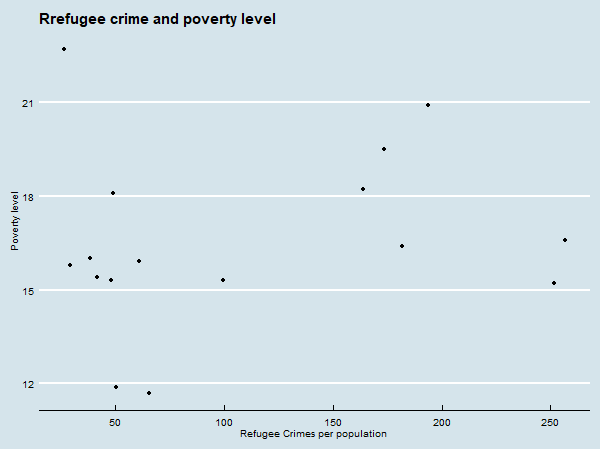 Rrefugee crime and poverty level
Poverty level
21
18
15
12
50 100 150 200 250
Refugee Crimes per population